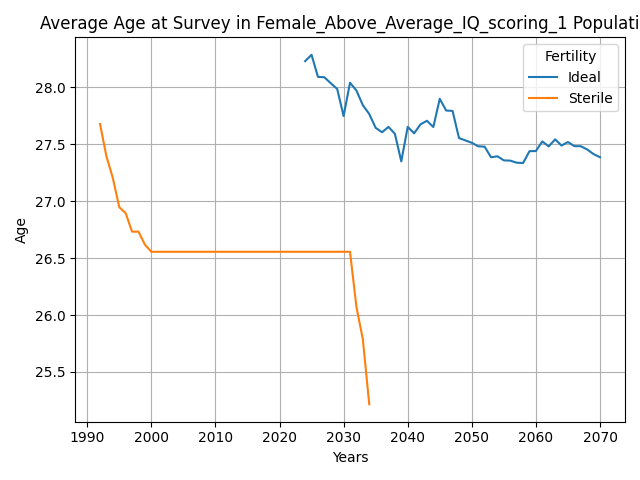 Average Age at Survey in Female_Above_Average_IQ_scoring_1 Populati
Fertility
Ideal
Sterile
28.0
27.5
27.0
26.5
26.0
25.5
Age
1990 2000 2010 2020 2030 2040 2050 2060 2070
Years